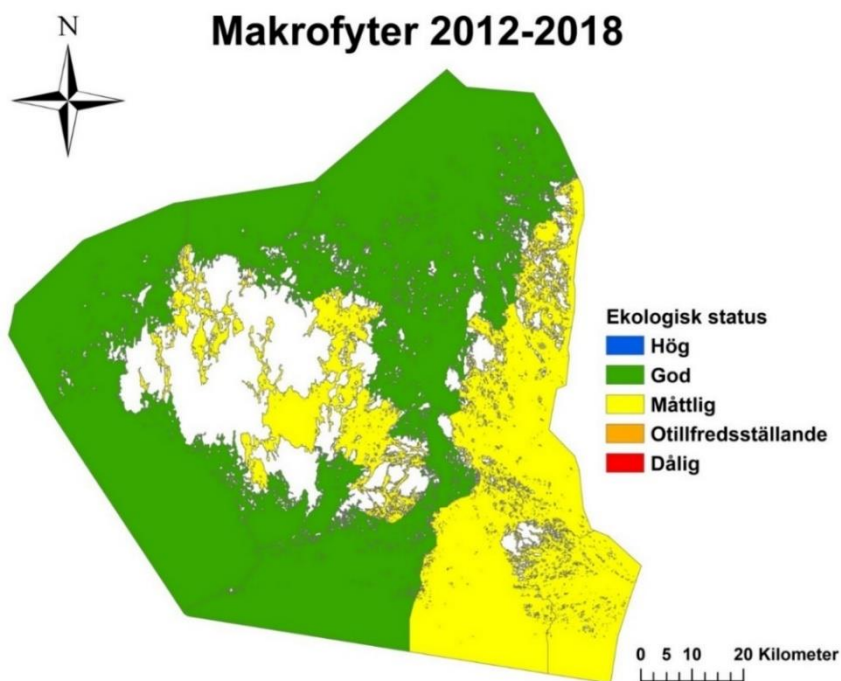 Makrofyter 2012-2018
N
Ekologisk status
Hög
God
Måttlig
Otillfredsställande
Dålig
0 5 10 20 Kilometer